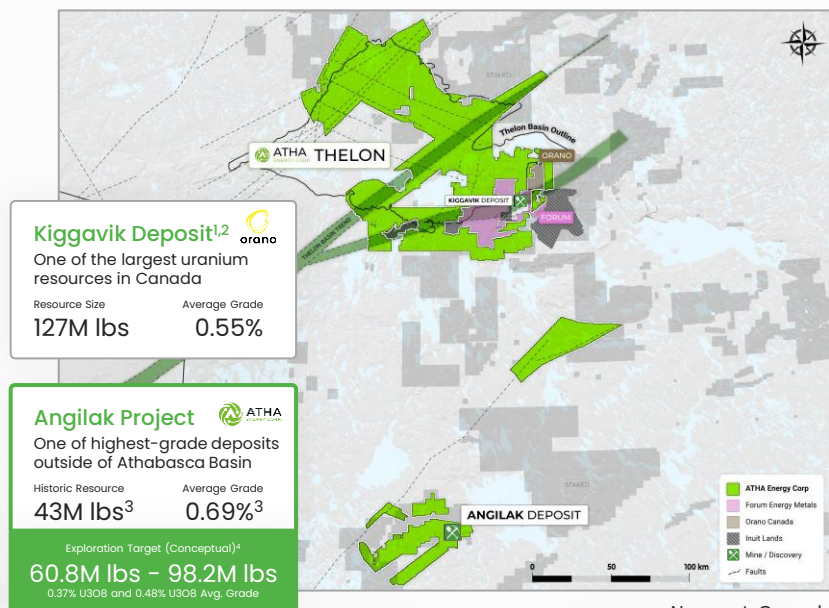 STAKED
Thelon Basin Outline
ATHA
ENERGY CORP.
THELON
ORANO
KIGGAVIK DEPOSIT
FORUM
THELON BASIN TREND
Kiggavik Deposit1,2
orano
One of the largest uranium
resources in Canada
Resource Size Average Grade
127M lbs 0.55%
Angilak Project
ATHA
ENERGY CORP.
One of highest-grade deposits
outside of Athabasca Basin
Historic Resource Average Grade
43M lbs3 0.69%3
Exploration Target (Conceptual)4
60.8M lbs - 98.2M lbs
0.37% U3O8 and 0.48% U3O8 Avg. Grade
STAKED
ANGILAK DEPOSIT
ATHA Energy Corp
Forum Energy Metals
Orano Canada
Inuit Lands
Mine / Discovery
Faults
0 50 100 km